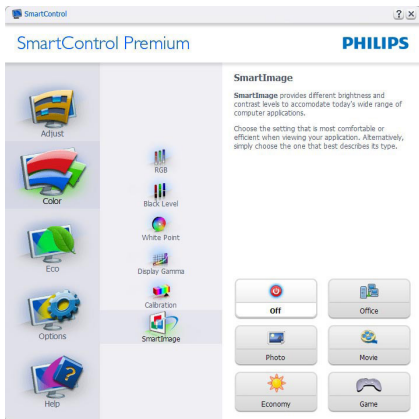 SmartControl
SmartControl Premium
PHILIPS
Adjust
Color
Eco
Options
Help
RGB
Black Level
White Point
Display Gamma
Calibration
SmartImage
SmartImage
SmartImage provides different brightness and
contrast levels to accomodate today's wide range of
computer applications.
Choose the setting that is most comfortable or
efficient when viewing your application. Alternatively,
simply choose the one that best describes its type.
Off
Office
Photo
Movie
Economy
Game